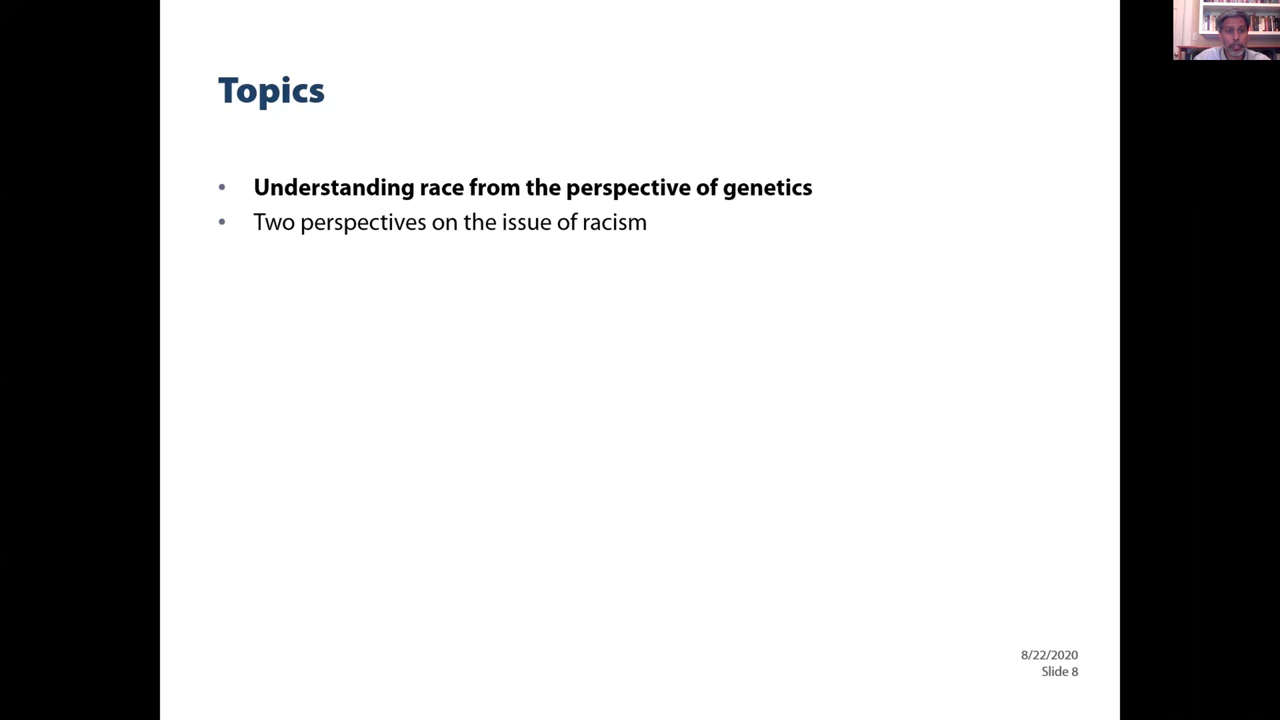 Topics
• Understanding race from the perspective of genetics
• Two perspectives on the issue of racism
8/22/2020
Slide 8